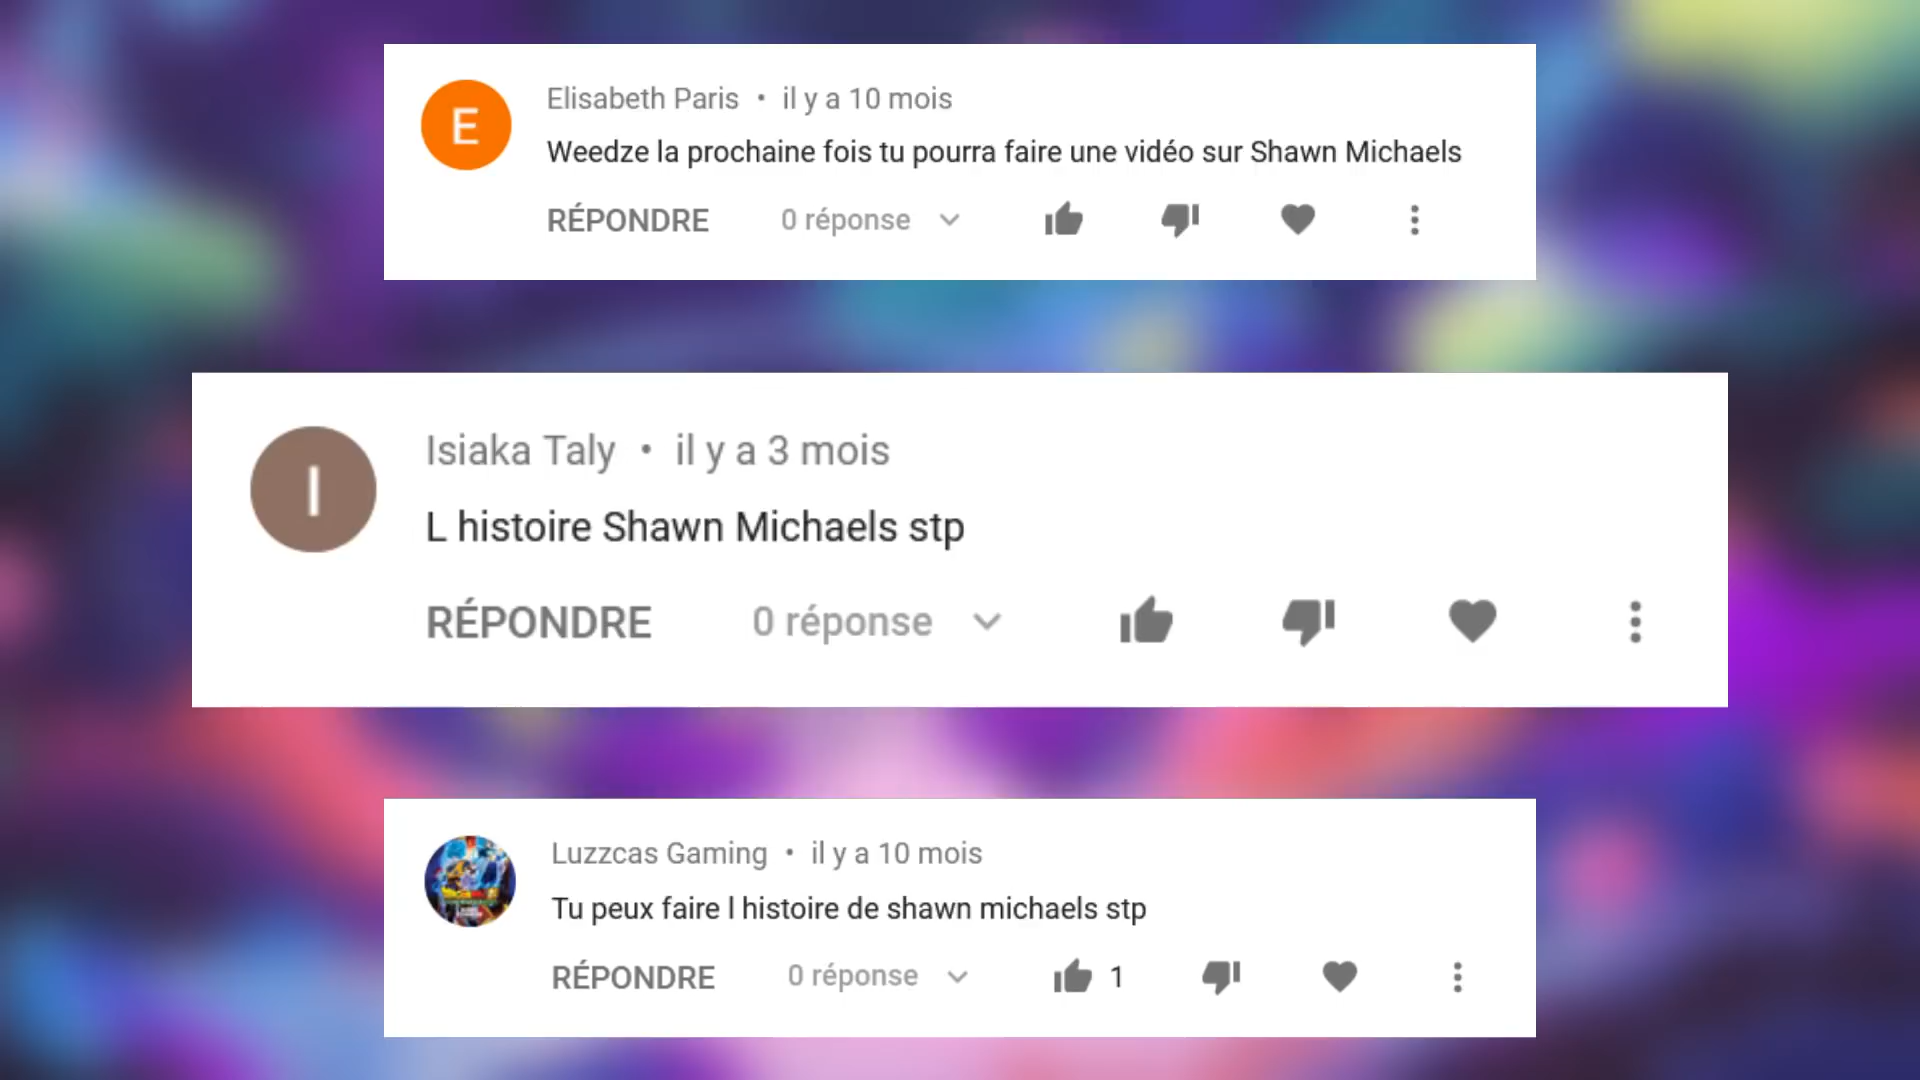 E
Elisabeth Paris • il y a 10 mois
Weedze la prochaine fois tu pourra faire une vidéo sur Shawn Michaels
RÉPONDRE 0 réponse
I
Isiaka Taly • il y a 3 mois
L histoire Shawn Michaels stp
RÉPONDRE 0 réponse
Luzzcas Gaming • il y a 10 mois
Tu peux faire l histoire de shawn michaels stp
RÉPONDRE 0 réponse 1